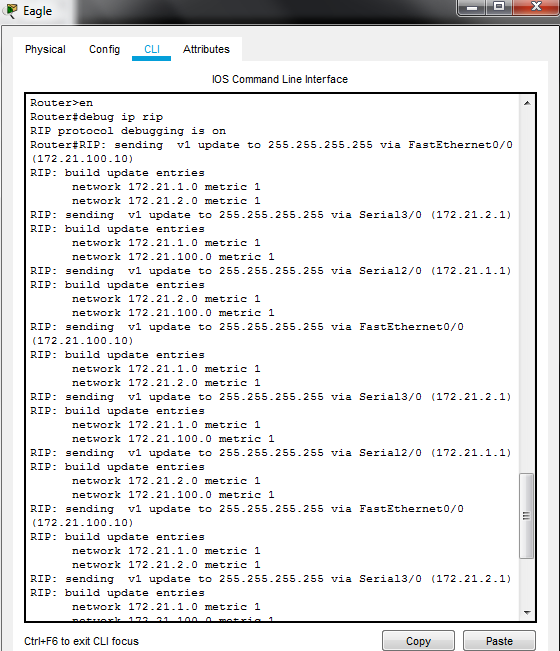 Eagle
Physical Config CLI Attributes
IOS Command Line Interface
Router>en
Router#debug ip rip
RIP protocol debugging is on
Router#RIP: sending  v1 update to 255.255.255.255 via FastEthernet0/0
(172.21.100.10)
RIP: build update entries
      network 172.21.1.0 metric 1
      network 172.21.2.0 metric 1
RIP: sending  v1 update to 255.255.255.255 via Serial3/0 (172.21.2.1)
RIP: build update entries
      network 172.21.1.0 metric 1
      network 172.21.100.0 metric 1
RIP: sending  v1 update to 255.255.255.255 via Serial2/0 (172.21.1.1)
RIP: build update entries
      network 172.21.2.0 metric 1
      network 172.21.100.0 metric 1
RIP: sending  v1 update to 255.255.255.255 via FastEthernet0/0
(172.21.100.10)
RIP: build update entries
      network 172.21.1.0 metric 1
      network 172.21.2.0 metric 1
RIP: sending  v1 update to 255.255.255.255 via Serial3/0 (172.21.2.1)
RIP: build update entries
      network 172.21.1.0 metric 1
      network 172.21.100.0 metric 1
RIP: sending  v1 update to 255.255.255.255 via Serial2/0 (172.21.1.1)
RIP: build update entries
      network 172.21.2.0 metric 1
      network 172.21.100.0 metric 1
RIP: sending  v1 update to 255.255.255.255 via FastEthernet0/0
(172.21.100.10)
RIP: build update entries
      network 172.21.1.0 metric 1
      network 172.21.2.0 metric 1
RIP: sending  v1 update to 255.255.255.255 via Serial3/0 (172.21.2.1)
RIP: build update entries
      network 172.21.1.0 metric 1
      network 172.21.100.0 metric 1
Ctrl+F6 to exit CLI focus
Copy Paste